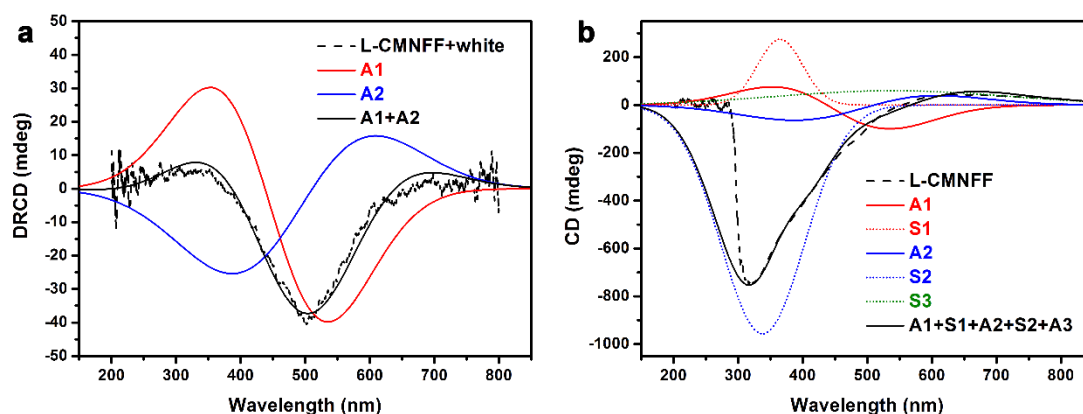 a
50
40
30
20
10
0
-10
-20
-30
-40
-50
DRCD (mdeg)
L-CMNFF+white
A1
A2
A1+A2
150 200 300 400 500 600 700 800
Wavelength (nm)
b
200
0
-200
-400
-600
-800
-1000
CD (mdeg)
L-CMNFF
A1
S1
A2
S2
S3
A1+S1+A2+S2+A3
200 300 400 500 600 700 800
Wavelength (nm)